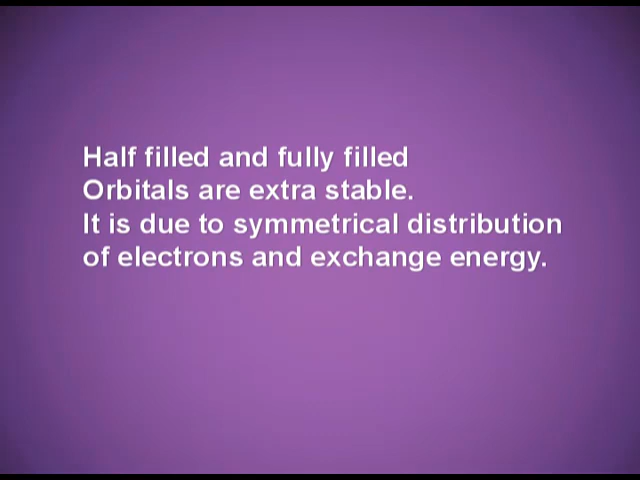 Half filled and fully filled
Orbitals are extra stable.
It is due to symmetrical distribution
of electrons and exchange energy.